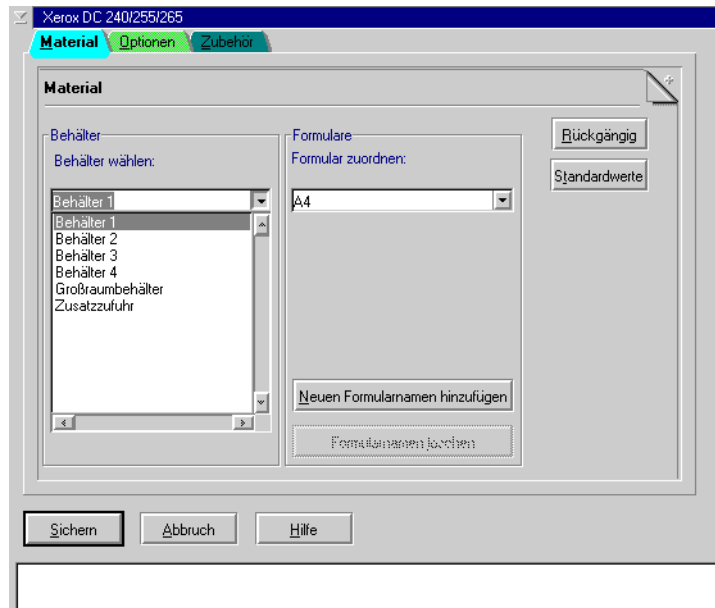 Xerox DC 240/255/265
Material Optionen Zubehör
Material
Behälter
Behälter wählen:
Behälter 1
Behälter 1
Behälter 2
Behälter 3
Behälter 4
Großraumbehälter
Zusatzzufuhr
Formulare
Formular zuordnen:
A4
Neuen Formularnamen hinzufügen
Formularnamen löschen
Rückgängig
Standardwerte
Sichern Abbruch Hilfe